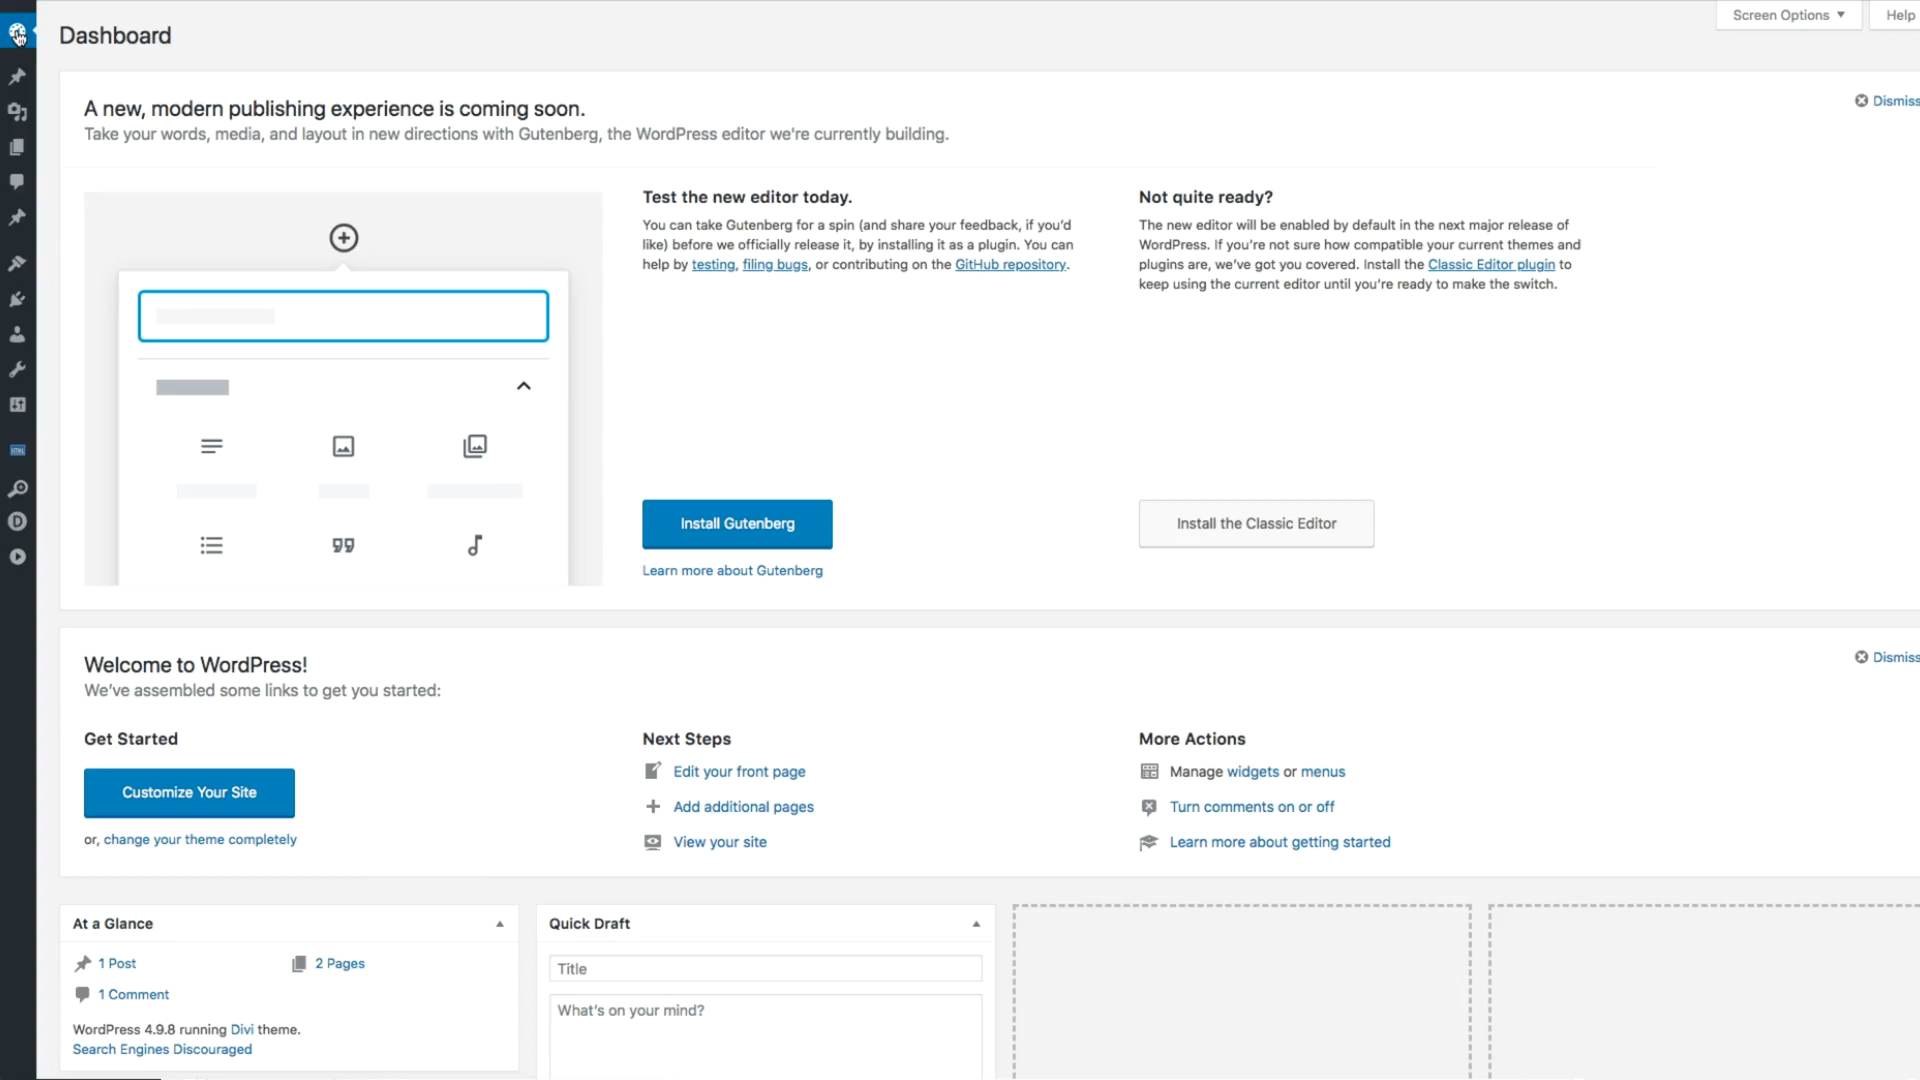 Screen Options
Help
Dashboard
A new, modern publishing experience is coming soon.
Dismiss
Take your words, media, and layout in new directions with Gutenberg, the WordPress editor we're currently building.
Test the new editor today.
You can take Gutenberg for a spin (and share your feedback, if you'd
like) before we officially release it, by installing it as a plugin. You can
help by testing, filing bugs, or contributing on the GitHub repository.
Install Gutenberg
Learn more about Gutenberg
Not quite ready?
The new editor will be enabled by default in the next major release of
WordPress. If you're not sure how compatible your current themes and
plugins are, we've got you covered. Install the Classic Editor plugin to
keep using the current editor until you're ready to make the switch.
Install the Classic Editor
HTML
Welcome to WordPress!
Dismiss
We've assembled some links to get you started:
Get Started
Customize Your Site
or, change your theme completely
Next Steps
Edit your front page
Add additional pages
View your site
More Actions
Manage widgets or menus
Turn comments on or off
Learn more about getting started
At a Glance
1 Post
2 Pages
1 Comment
WordPress 4.9.8 running Divi theme.
Search Engines Discouraged
Quick Draft
Title
What's on your mind?